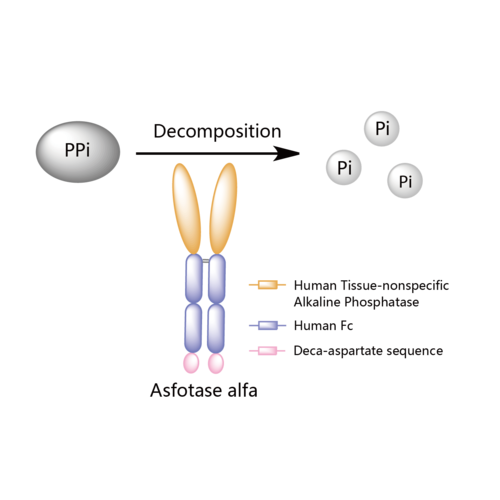 Decomposition
PPi
Pi
Pi
Pi
Human Tissue-nonspecific
Alkaline Phosphatase
Human Fc
Deca-aspartate sequence
Asfotase alfa